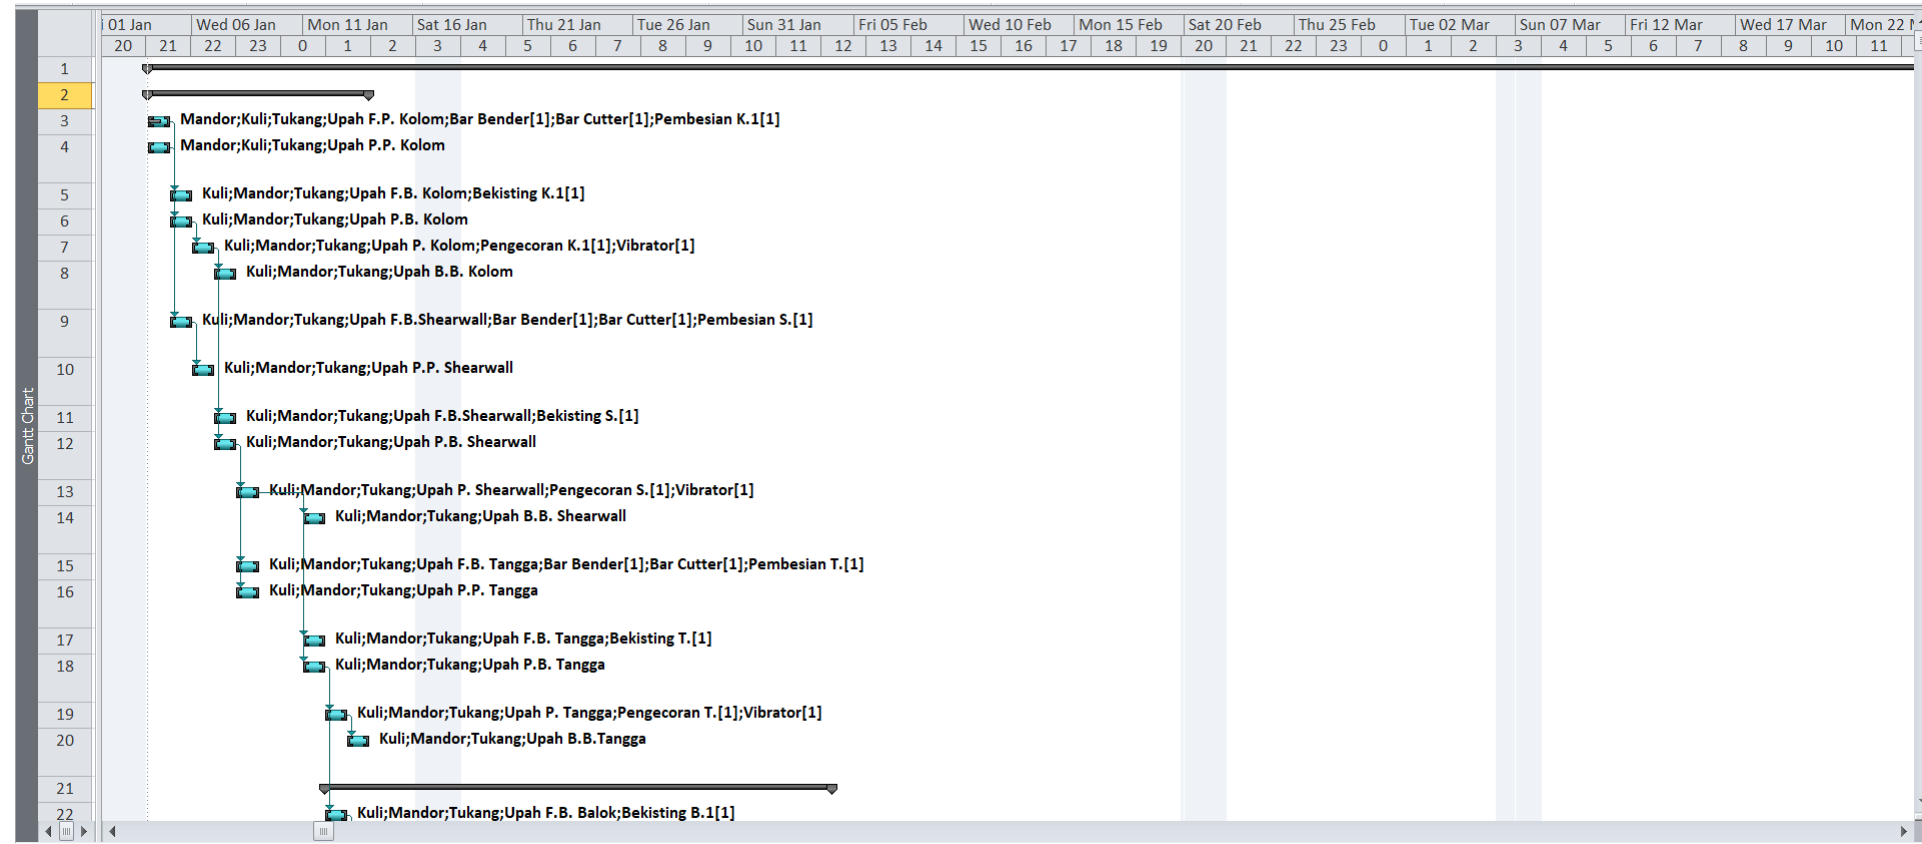 01 Jan Wed 06 Jan Mon 11 Jan Sat 16 Jan Thu 21 Jan Tue 26 Jan Sun 31 Jan Fri 05 Feb Wed 10 Feb Mon 15 Feb Sat 20 Feb Thu 25 Feb Tue 02 Mar Sun 07 Mar Fri 12 Mar Wed 17 Mar Mon 22
20 21 22 23 0 1 2 3 4 5 6 7 8 9 10 11 12 13 14 15 16 17 18 19 20 21 22 23 0 1 2 3 4 5 6 7 8 9 10 11
1
2
3 Mandor;Kuli;Tukang;Upah F.P. Kolom;Bar Bender[1];Bar Cutter[1];Pembesian K.1[1]
4 Mandor;Kuli;Tukang;Upah P.P. Kolom
5 Kuli;Mandor;Tukang;Upah F.B. Kolom;Bekisting K.1[1]
6 Kuli;Mandor;Tukang;Upah P.B. Kolom
7 Kuli;Mandor;Tukang;Upah P. Kolom;Pengecoran K.1[1];Vibrator[1]
8 Kuli;Mandor;Tukang;Upah B.B. Kolom
9 Kuli;Mandor;Tukang;Upah F.B.Shearwall;Bar Bender[1];Bar Cutter[1];Pembesian S.[1]
10 Kuli;Mandor;Tukang;Upah P.P. Shearwall
11 Kuli;Mandor;Tukang;Upah F.B.Shearwall;Bekisting S.[1]
12 Kuli;Mandor;Tukang;Upah P.B. Shearwall
13 Kuli;Mandor;Tukang;Upah P. Shearwall;Pengecoran S.[1];Vibrator[1]
14 Kuli;Mandor;Tukang;Upah B.B. Shearwall
15 Kuli;Mandor;Tukang;Upah F.B. Tangga;Bar Bender[1];Bar Cutter[1];Pembesian T.[1]
16 Kuli;Mandor;Tukang;Upah P.P. Tangga
17 Kuli;Mandor;Tukang;Upah F.B. Tangga;Bekisting T.[1]
18 Kuli;Mandor;Tukang;Upah P.B. Tangga
19 Kuli;Mandor;Tukang;Upah P. Tangga;Pengecoran T.[1];Vibrator[1]
20 Kuli;Mandor;Tukang;Upah B.B.Tangga
21
22 Kuli;Mandor;Tukang;Upah F.B. Balok;Bekisting B.1[1]
Gantt Chart